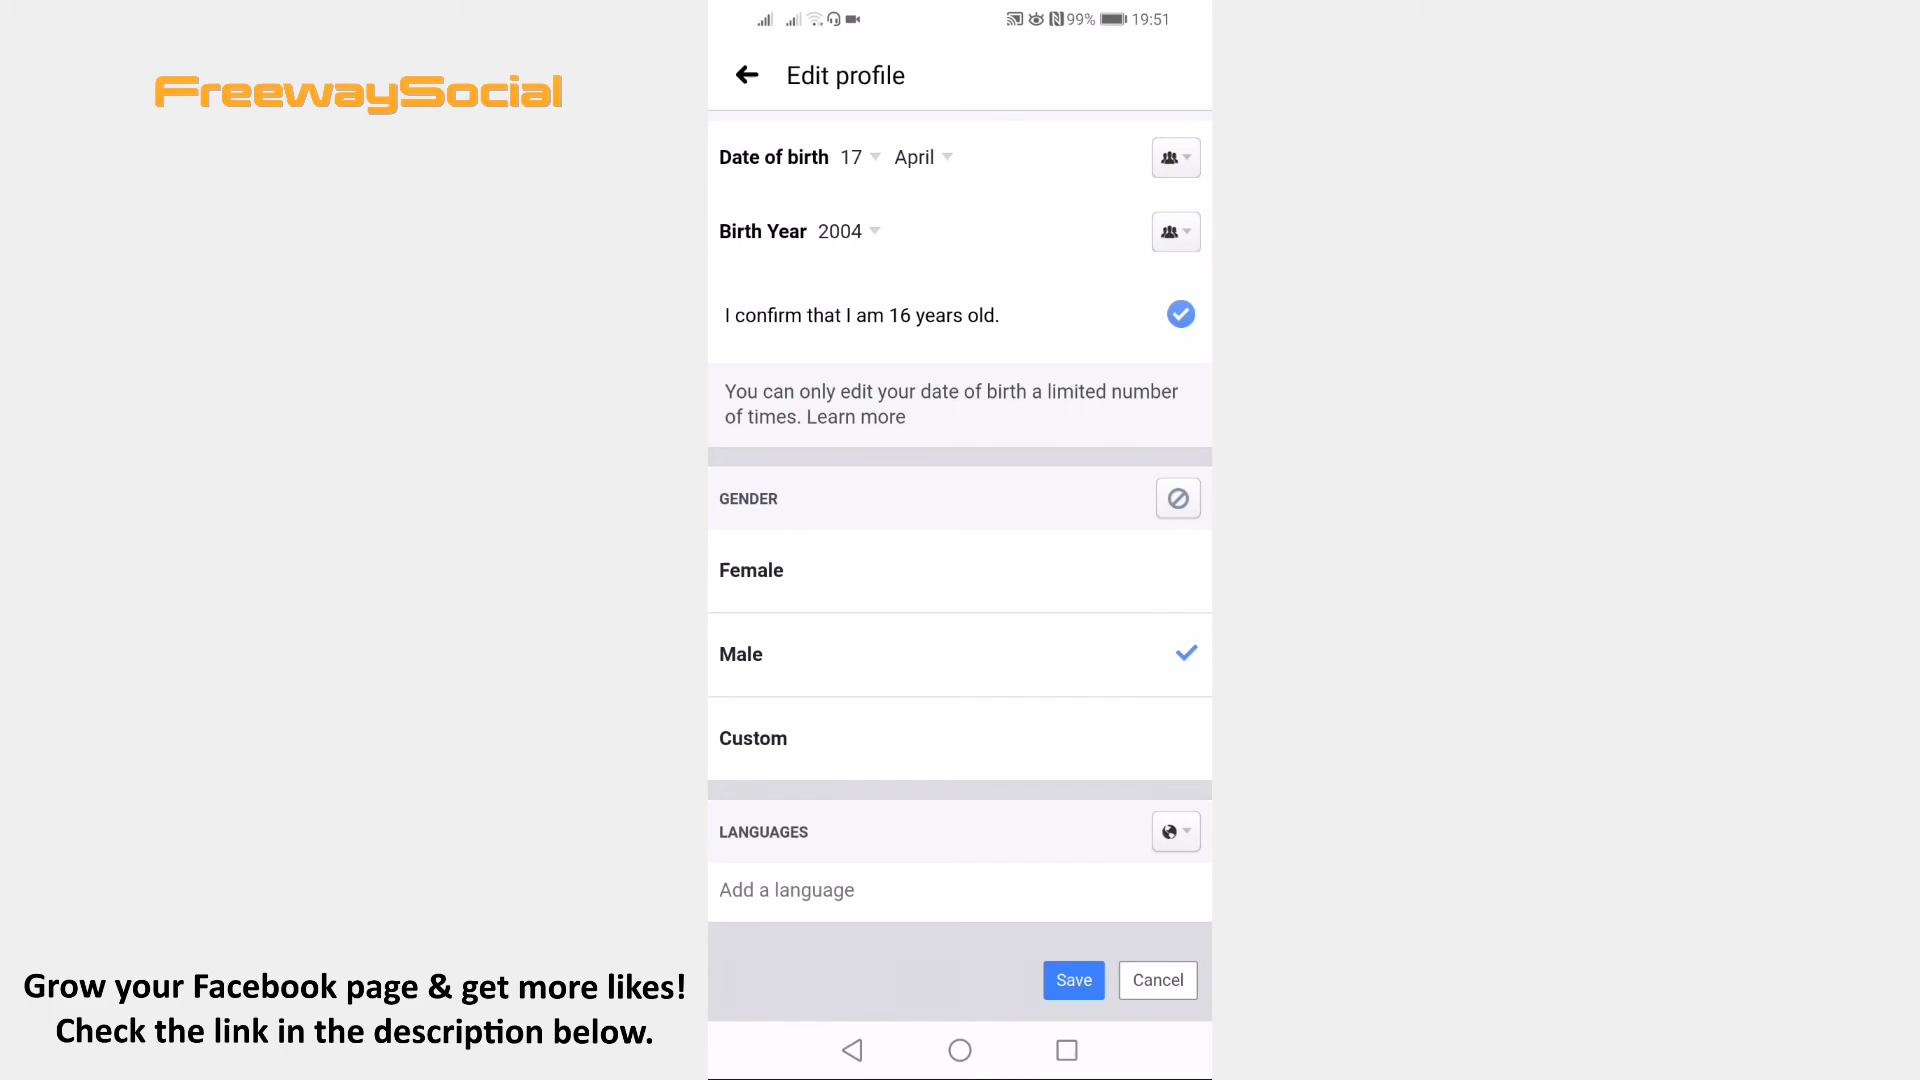 99% 19:51
FreewaySocial
Edit profile
Date of birth 17 April
Birth Year 2004
I confirm that I am 16 years old.
You can only edit your date of birth a limited number
of times. Learn more
GENDER
Female
Male
Custom
LANGUAGES
Add a language
Save Cancel
Grow your Facebook page & get more likes!
Check the link in the description below.